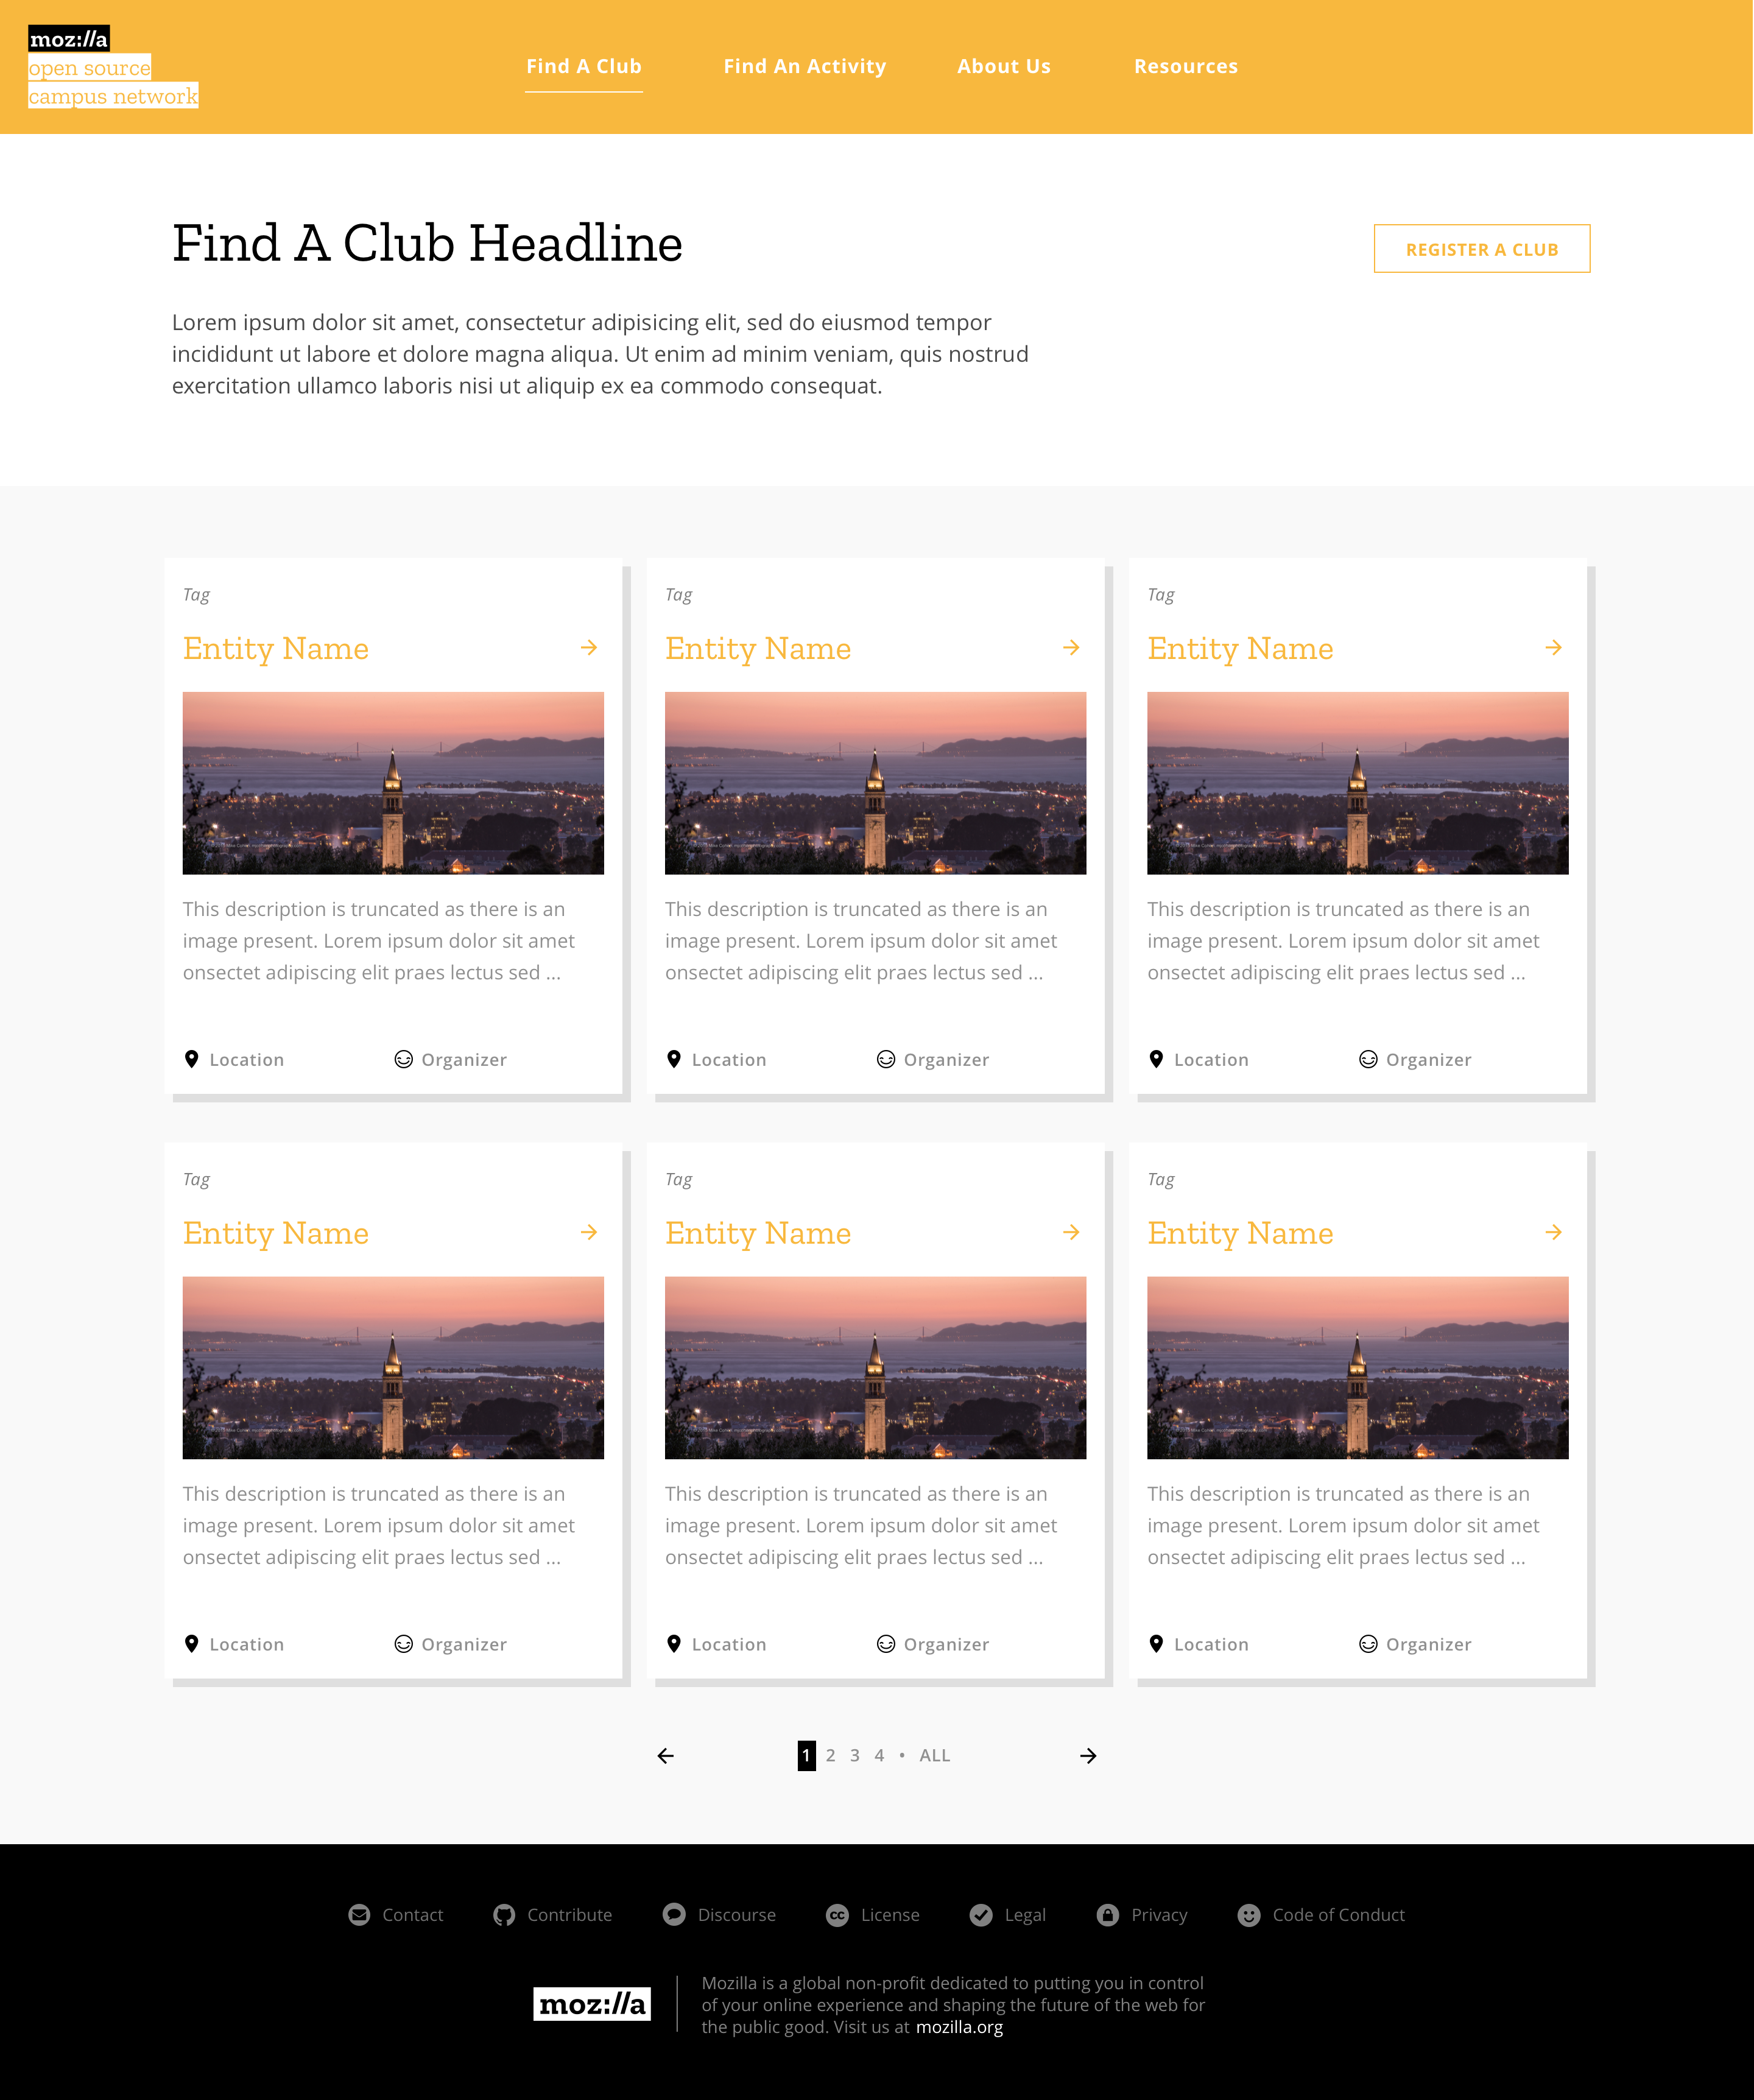 moz://a
open source
campus network
Find A Club
Find An Activity
About Us
Resources
Find A Club Headline
REGISTER A CLUB
Lorem ipsum dolor sit amet, consectetur adipisicing elit, sed do eiusmod tempor
incididunt ut labore et dolore magna aliqua. Ut enim ad minim veniam, quis nostrud
exercitation ullamco laboris nisi ut aliquip ex ea commodo consequat.
Tag
Entity Name
This description is truncated as there is an
image present. Lorem ipsum dolor sit amet
onsectet adipiscing elit praes lectus sed ...
Location
Organizer
Tag
Entity Name
This description is truncated as there is an
image present. Lorem ipsum dolor sit amet
onsectet adipiscing elit praes lectus sed ...
Location
Organizer
Tag
Entity Name
This description is truncated as there is an
image present. Lorem ipsum dolor sit amet
onsectet adipiscing elit praes lectus sed ...
Location
Organizer
Tag
Entity Name
This description is truncated as there is an
image present. Lorem ipsum dolor sit amet
onsectet adipiscing elit praes lectus sed ...
Location
Organizer
Tag
Entity Name
This description is truncated as there is an
image present. Lorem ipsum dolor sit amet
onsectet adipiscing elit praes lectus sed ...
Location
Organizer
Tag
Entity Name
This description is truncated as there is an
image present. Lorem ipsum dolor sit amet
onsectet adipiscing elit praes lectus sed ...
Location
Organizer
1 2 3 4 • ALL
Contact
Contribute
Discourse
cc
License
Legal
Privacy
Code of Conduct
moz://a
Mozilla is a global non-profit dedicated to putting you in control
of your online experience and shaping the future of the web for
the public good. Visit us at mozilla.org